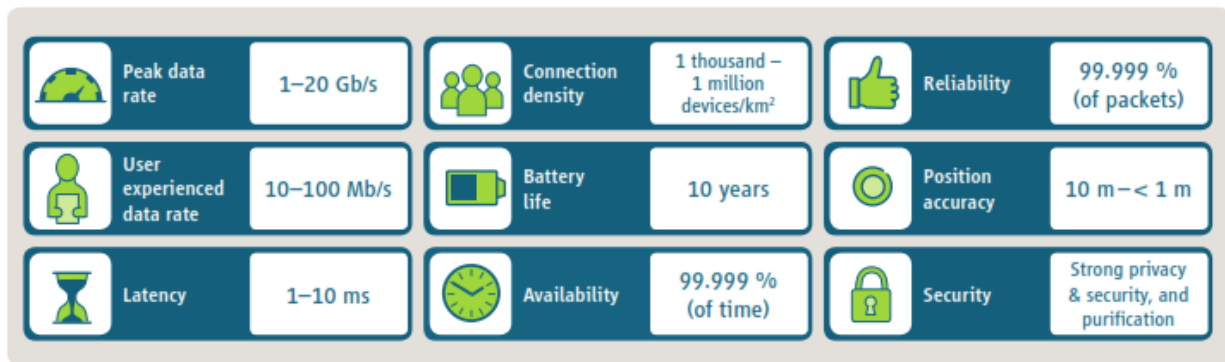 Peak data
rate
1–20 Gb/s
Connection
density
1 thousand –
1 million
devices/km²
Reliability
99.999 %
(of packets)
User
experienced
data rate
10–100 Mb/s
Battery
life
10 years
Position
accuracy
10 m–< 1 m
Latency
1–10 ms
Availability
99.999 %
(of time)
Security
Strong privacy
& security, and
purification